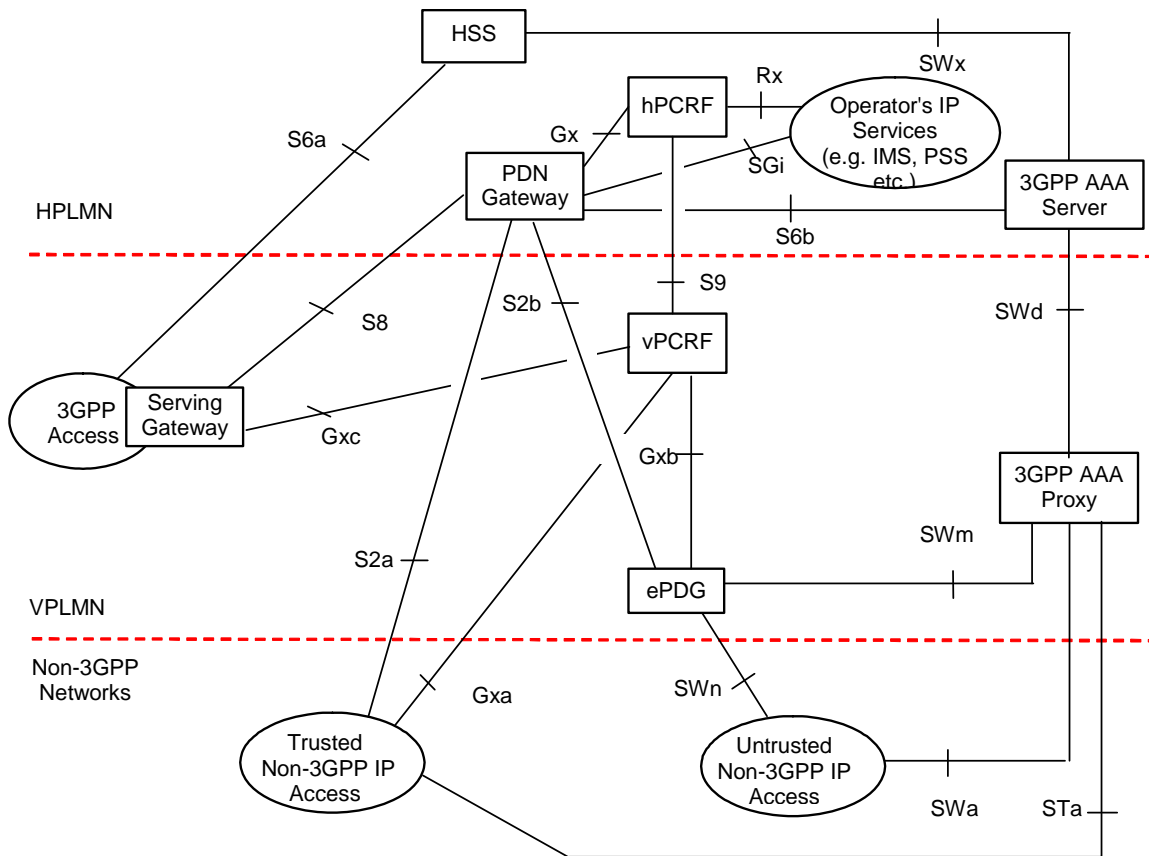 HSS
SWx
Rx
hPCRF
Operator's IP
Services
(e.g. IMS, PSS
etc.)
Gx
S6a
SGi
PDN
Gateway
3GPP AAA
Server
HPLMN
S6b
S9
S2b
SWd
S8
vPCRF
3GPP
Access
Serving
Gateway
Gxc
Gxb
3GPP AAA
Proxy
SWm
S2a
ePDG
VPLMN
Non-3GPP
Networks
SWn
Gxa
Trusted
Non-3GPP IP
Access
Untrusted
Non-3GPP IP
Access
SWa
STa